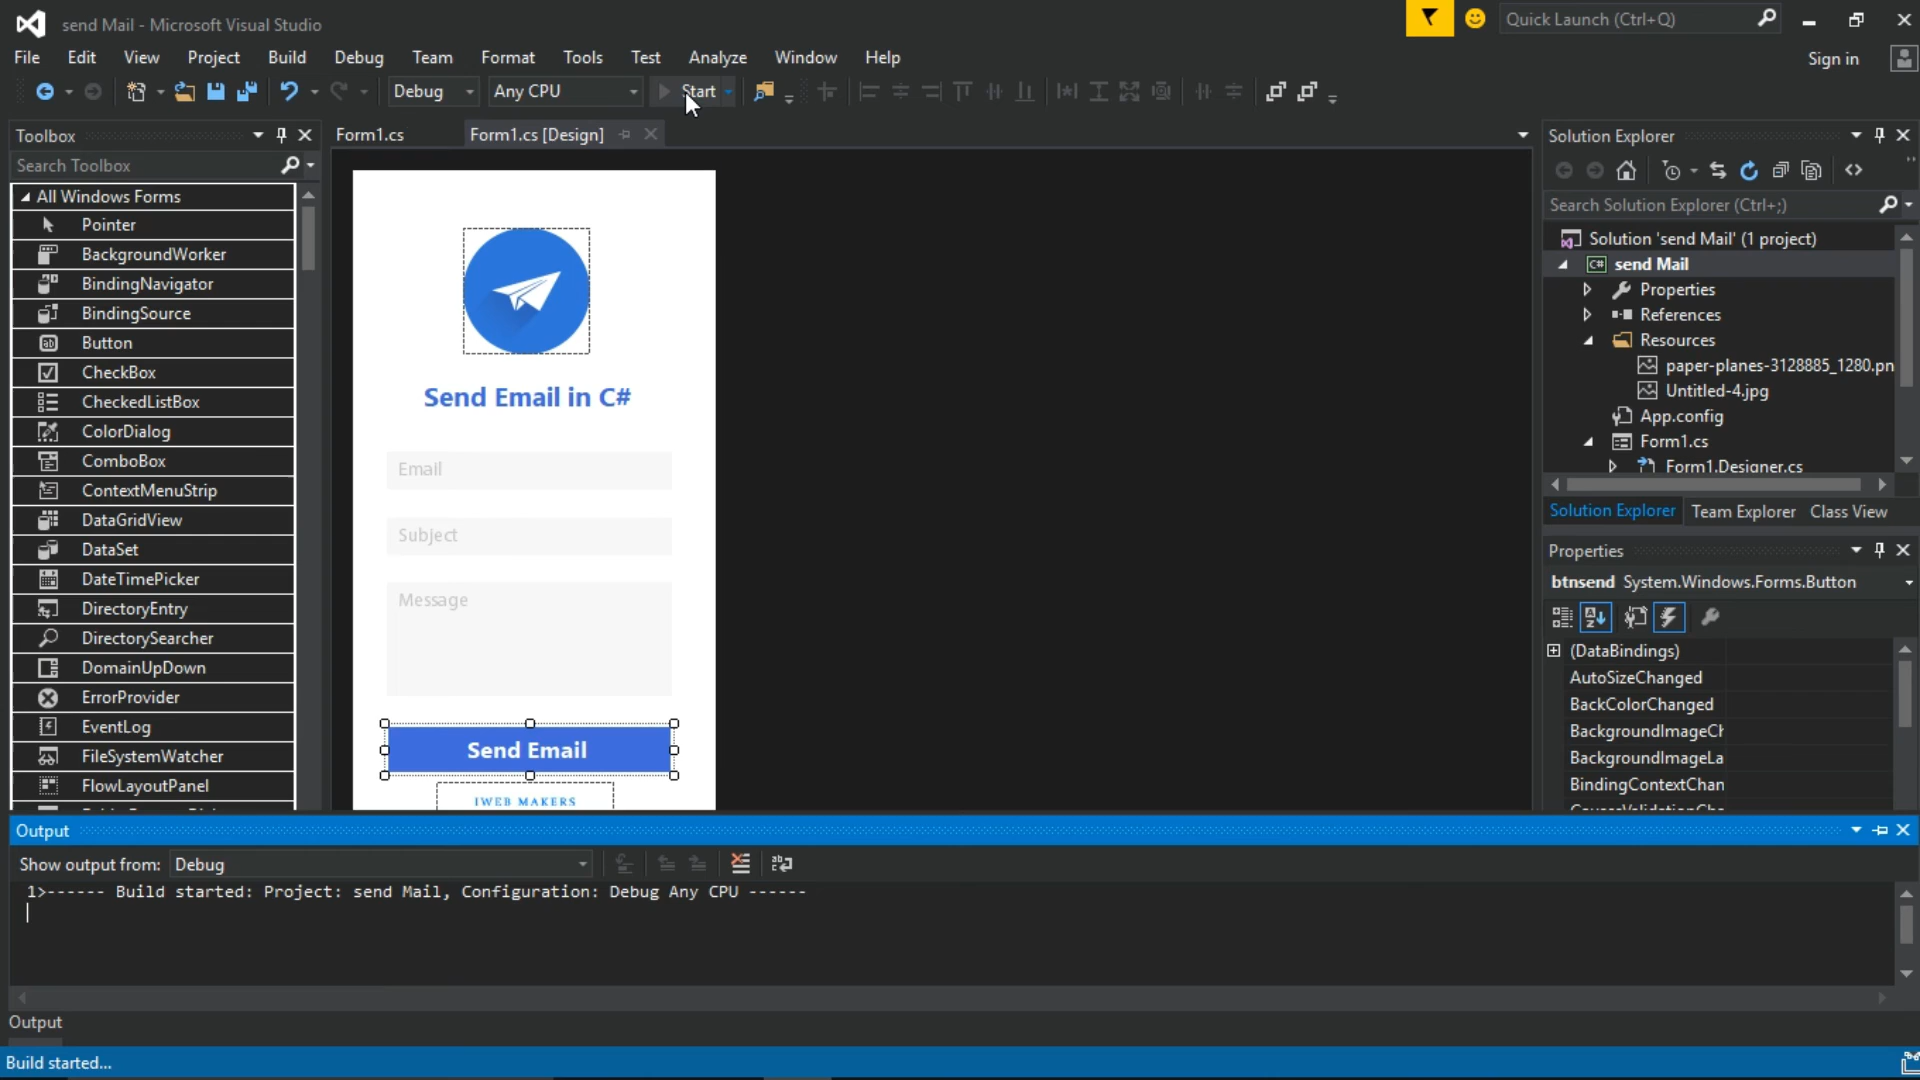 send Mail - Microsoft Visual Studio
Quick Launch (Ctrl+Q)
File Edit View Project Build Debug Team Format Tools Test Analyze Window Help
Sign in
Debug Any CPU Start
Toolbox
Search Toolbox
All Windows Forms
Pointer
BackgroundWorker
BindingNavigator
BindingSource
Button
CheckBox
CheckedListBox
ColorDialog
ComboBox
ContextMenuStrip
DataGridView
DataSet
DateTimePicker
DirectoryEntry
DirectorySearcher
DomainUpDown
ErrorProvider
EventLog
FileSystemWatcher
FlowLayoutPanel
Form1.cs Form1.cs [Design]
Send Email in C#
Email
Subject
Message
Send Email
IWEB MAKERS
Solution Explorer
Search Solution Explorer (Ctrl+;)
Solution 'send Mail' (1 project)
C# send Mail
Properties
References
Resources
paper-planes-3128885_1280.pn
Untitled-4.jpg
App.config
Form1.cs
Form1.Designer.cs
Solution Explorer Team Explorer Class View
Properties
btnsend System.Windows.Forms.Button
(DataBindings)
AutoSizeChanged
BackColorChanged
BackgroundImageCh
BackgroundImageLa
BindingContextChan
Output
Show output from: Debug
1>------ Build started: Project: send Mail, Configuration: Debug Any CPU ------
Output
Build started...